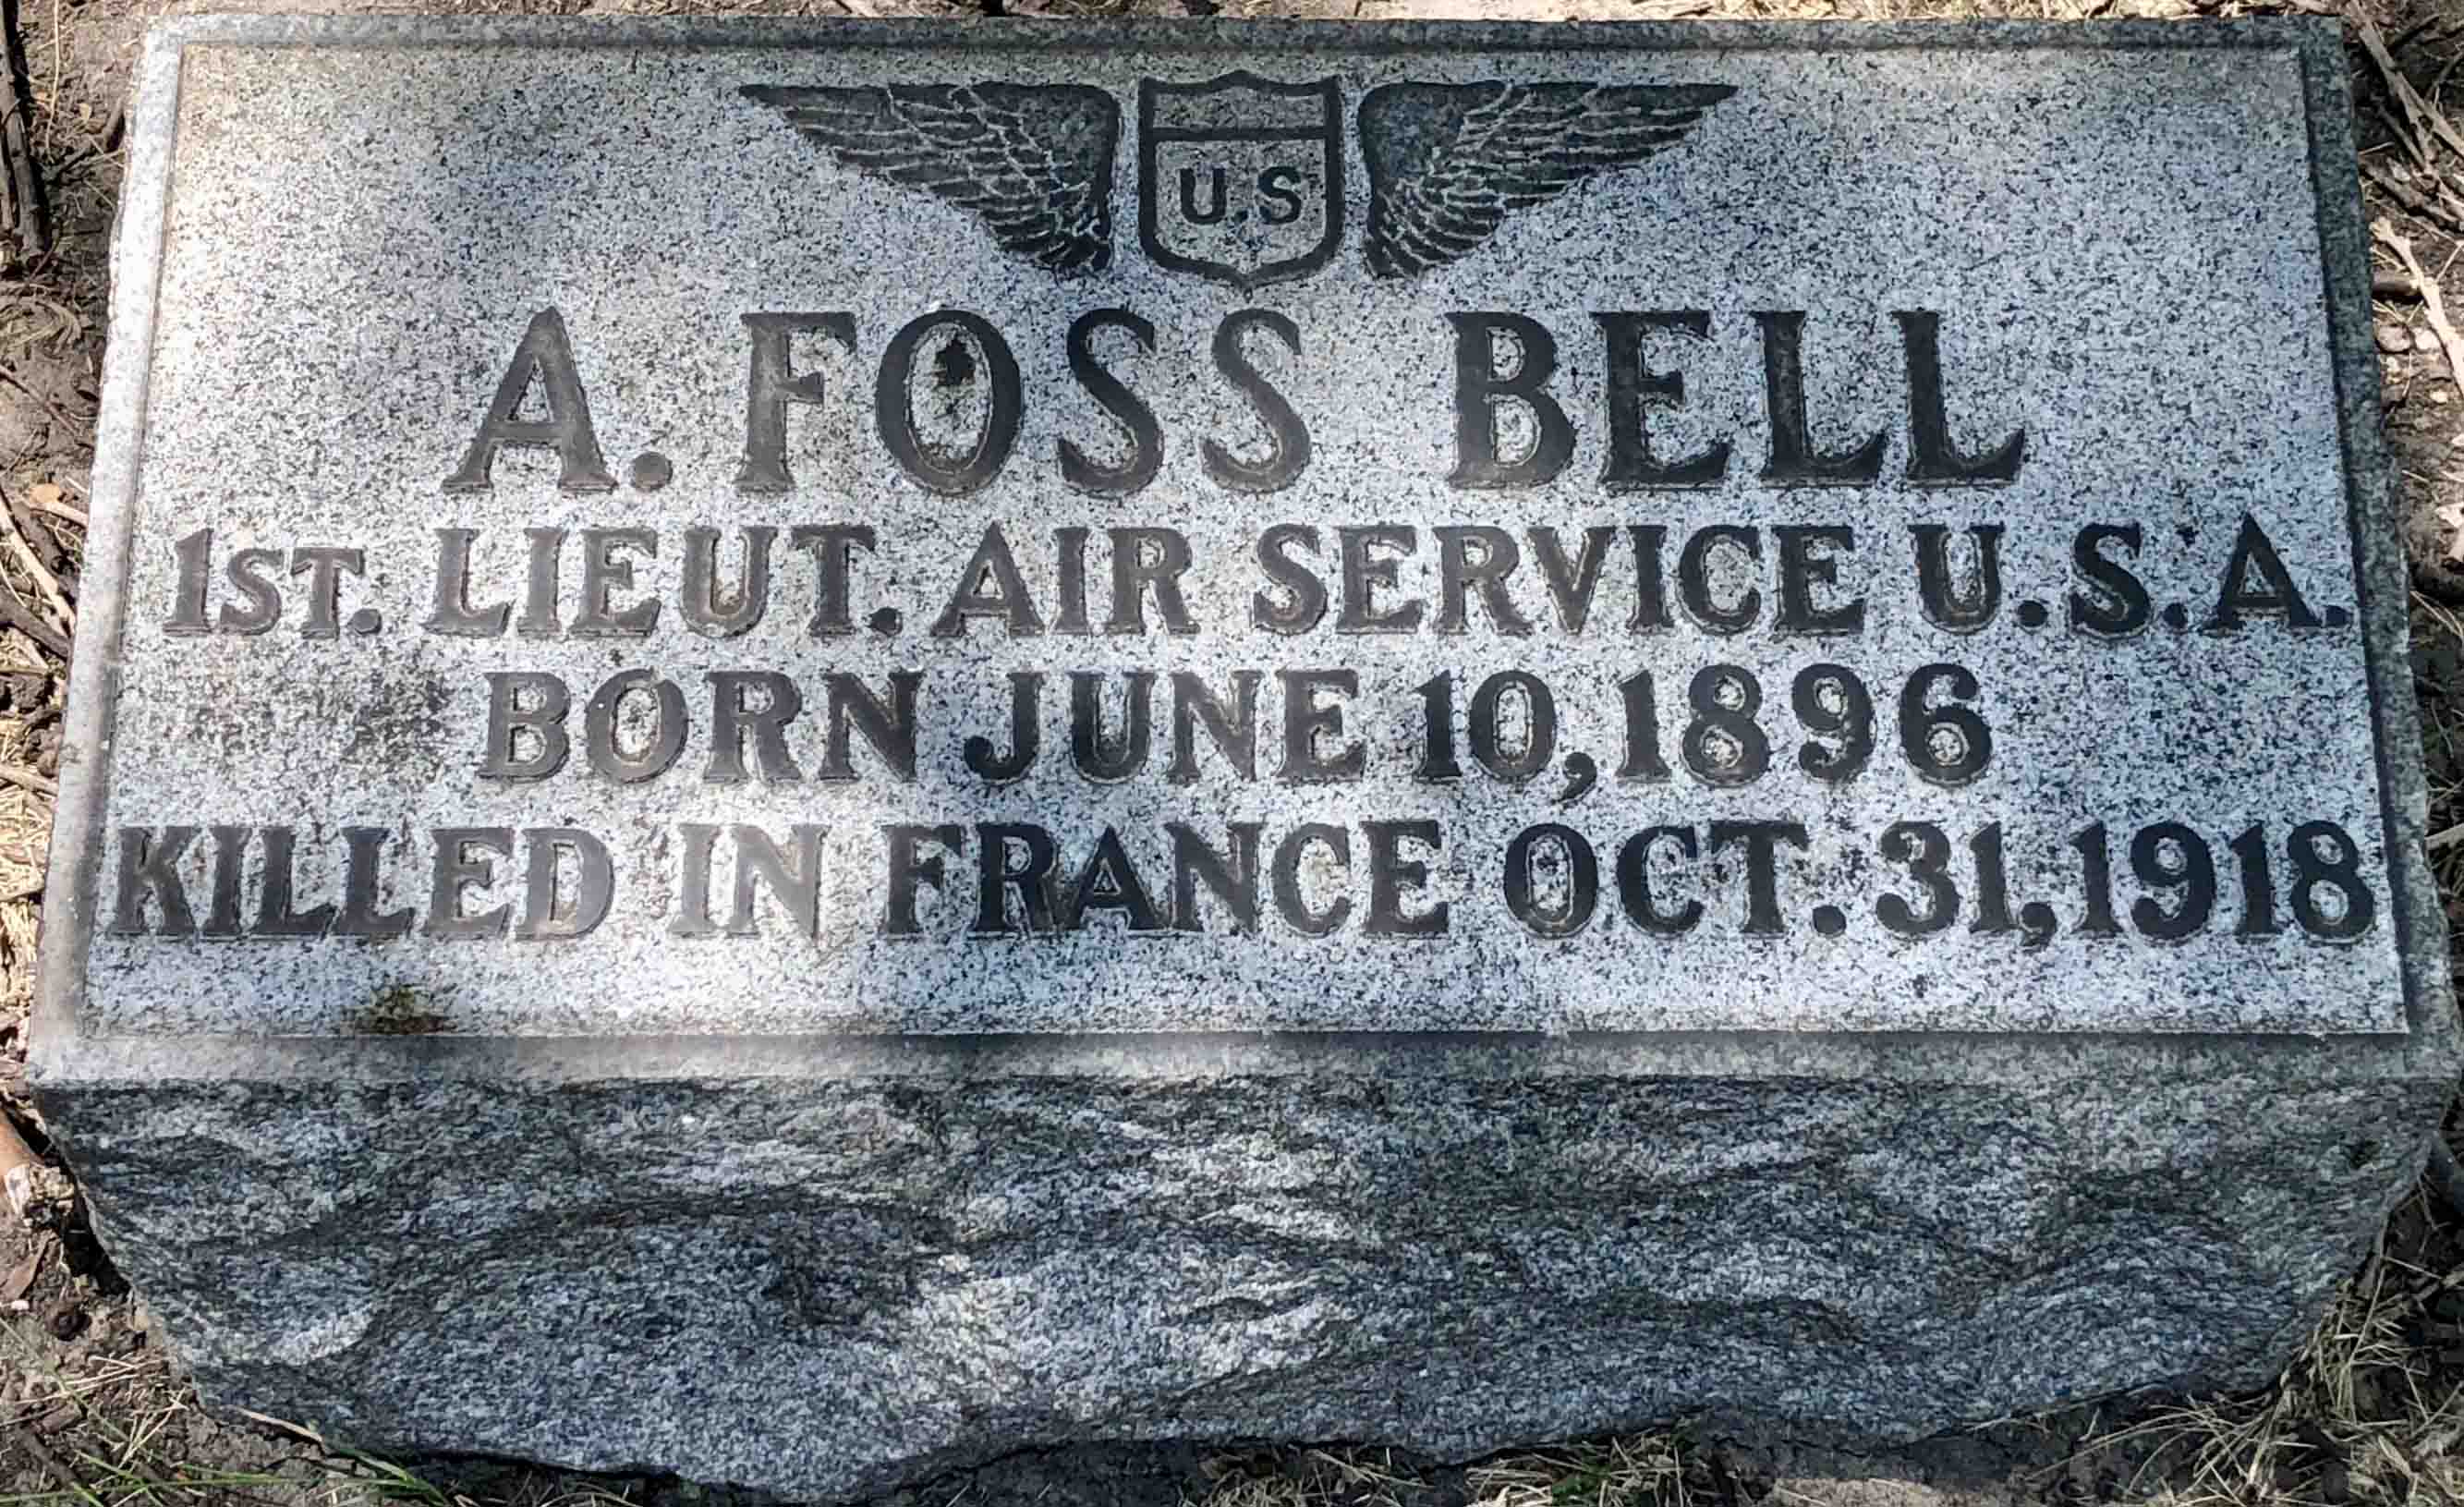 U.S
A. FOSS BELL
1ST. LIEUT. AIR SERVICE U.S.A.
BORN JUNE 10, 1896
KILLED IN FRANCE OCT. 31, 1918